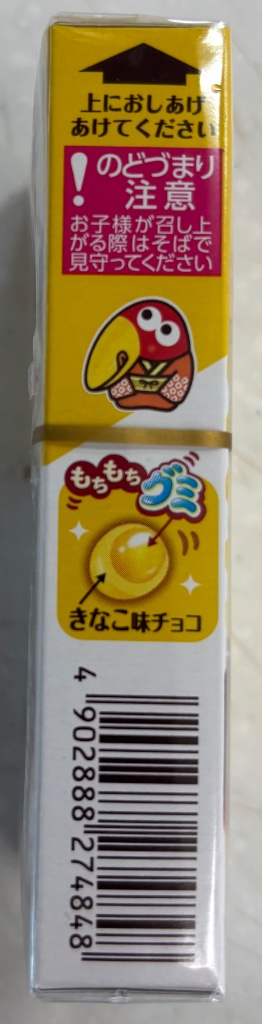 上におしあげ
あけてください
!
のどづまり
注意
お子様が召し上
がる際はそばで
見守ってください
もちもち
グミ
きなこ味チョコ
4 902888 274848